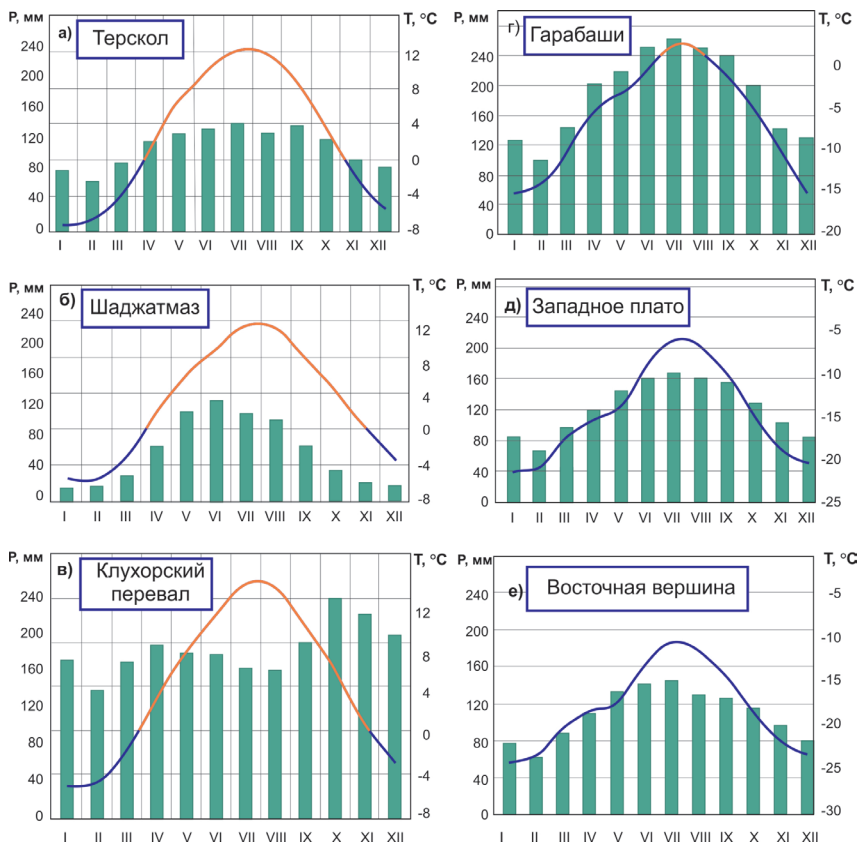 Р, мм
а)
Терскол
Т, °С
240
200
160
120
80
40
0
12
8
4
0
-4
-8
I II III IV V VI VII VIII IX X XI XII
Р, мм
г)
Гарабаши
Т, °С
280
240
200
160
120
80
40
0
0
-5
-10
-15
-20
I II III IV V VI VII VIII IX X XI XII
Р, мм
б)
Шаджатмаз
Т, °С
240
200
160
120
80
40
0
12
8
4
0
-4
-8
I II III IV V VI VII VIII IX X XI XII
Р, мм
д)
Западное плато
Т, °С
280
240
200
160
120
80
40
0
-5
-10
-15
-20
-25
I II III IV V VI VII VIII IX X XI XII
Р, мм
в)
Клухорский
перевал
Т, °С
240
200
160
120
80
40
0
12
8
4
0
-4
-8
I II III IV V VI VII VIII IX X XI XII
Р, мм
е)
Восточная вершина
Т, °С
280
240
200
160
120
80
40
0
-5
-10
-15
-20
-25
-30
I II III IV V VI VII VIII IX X XI XII